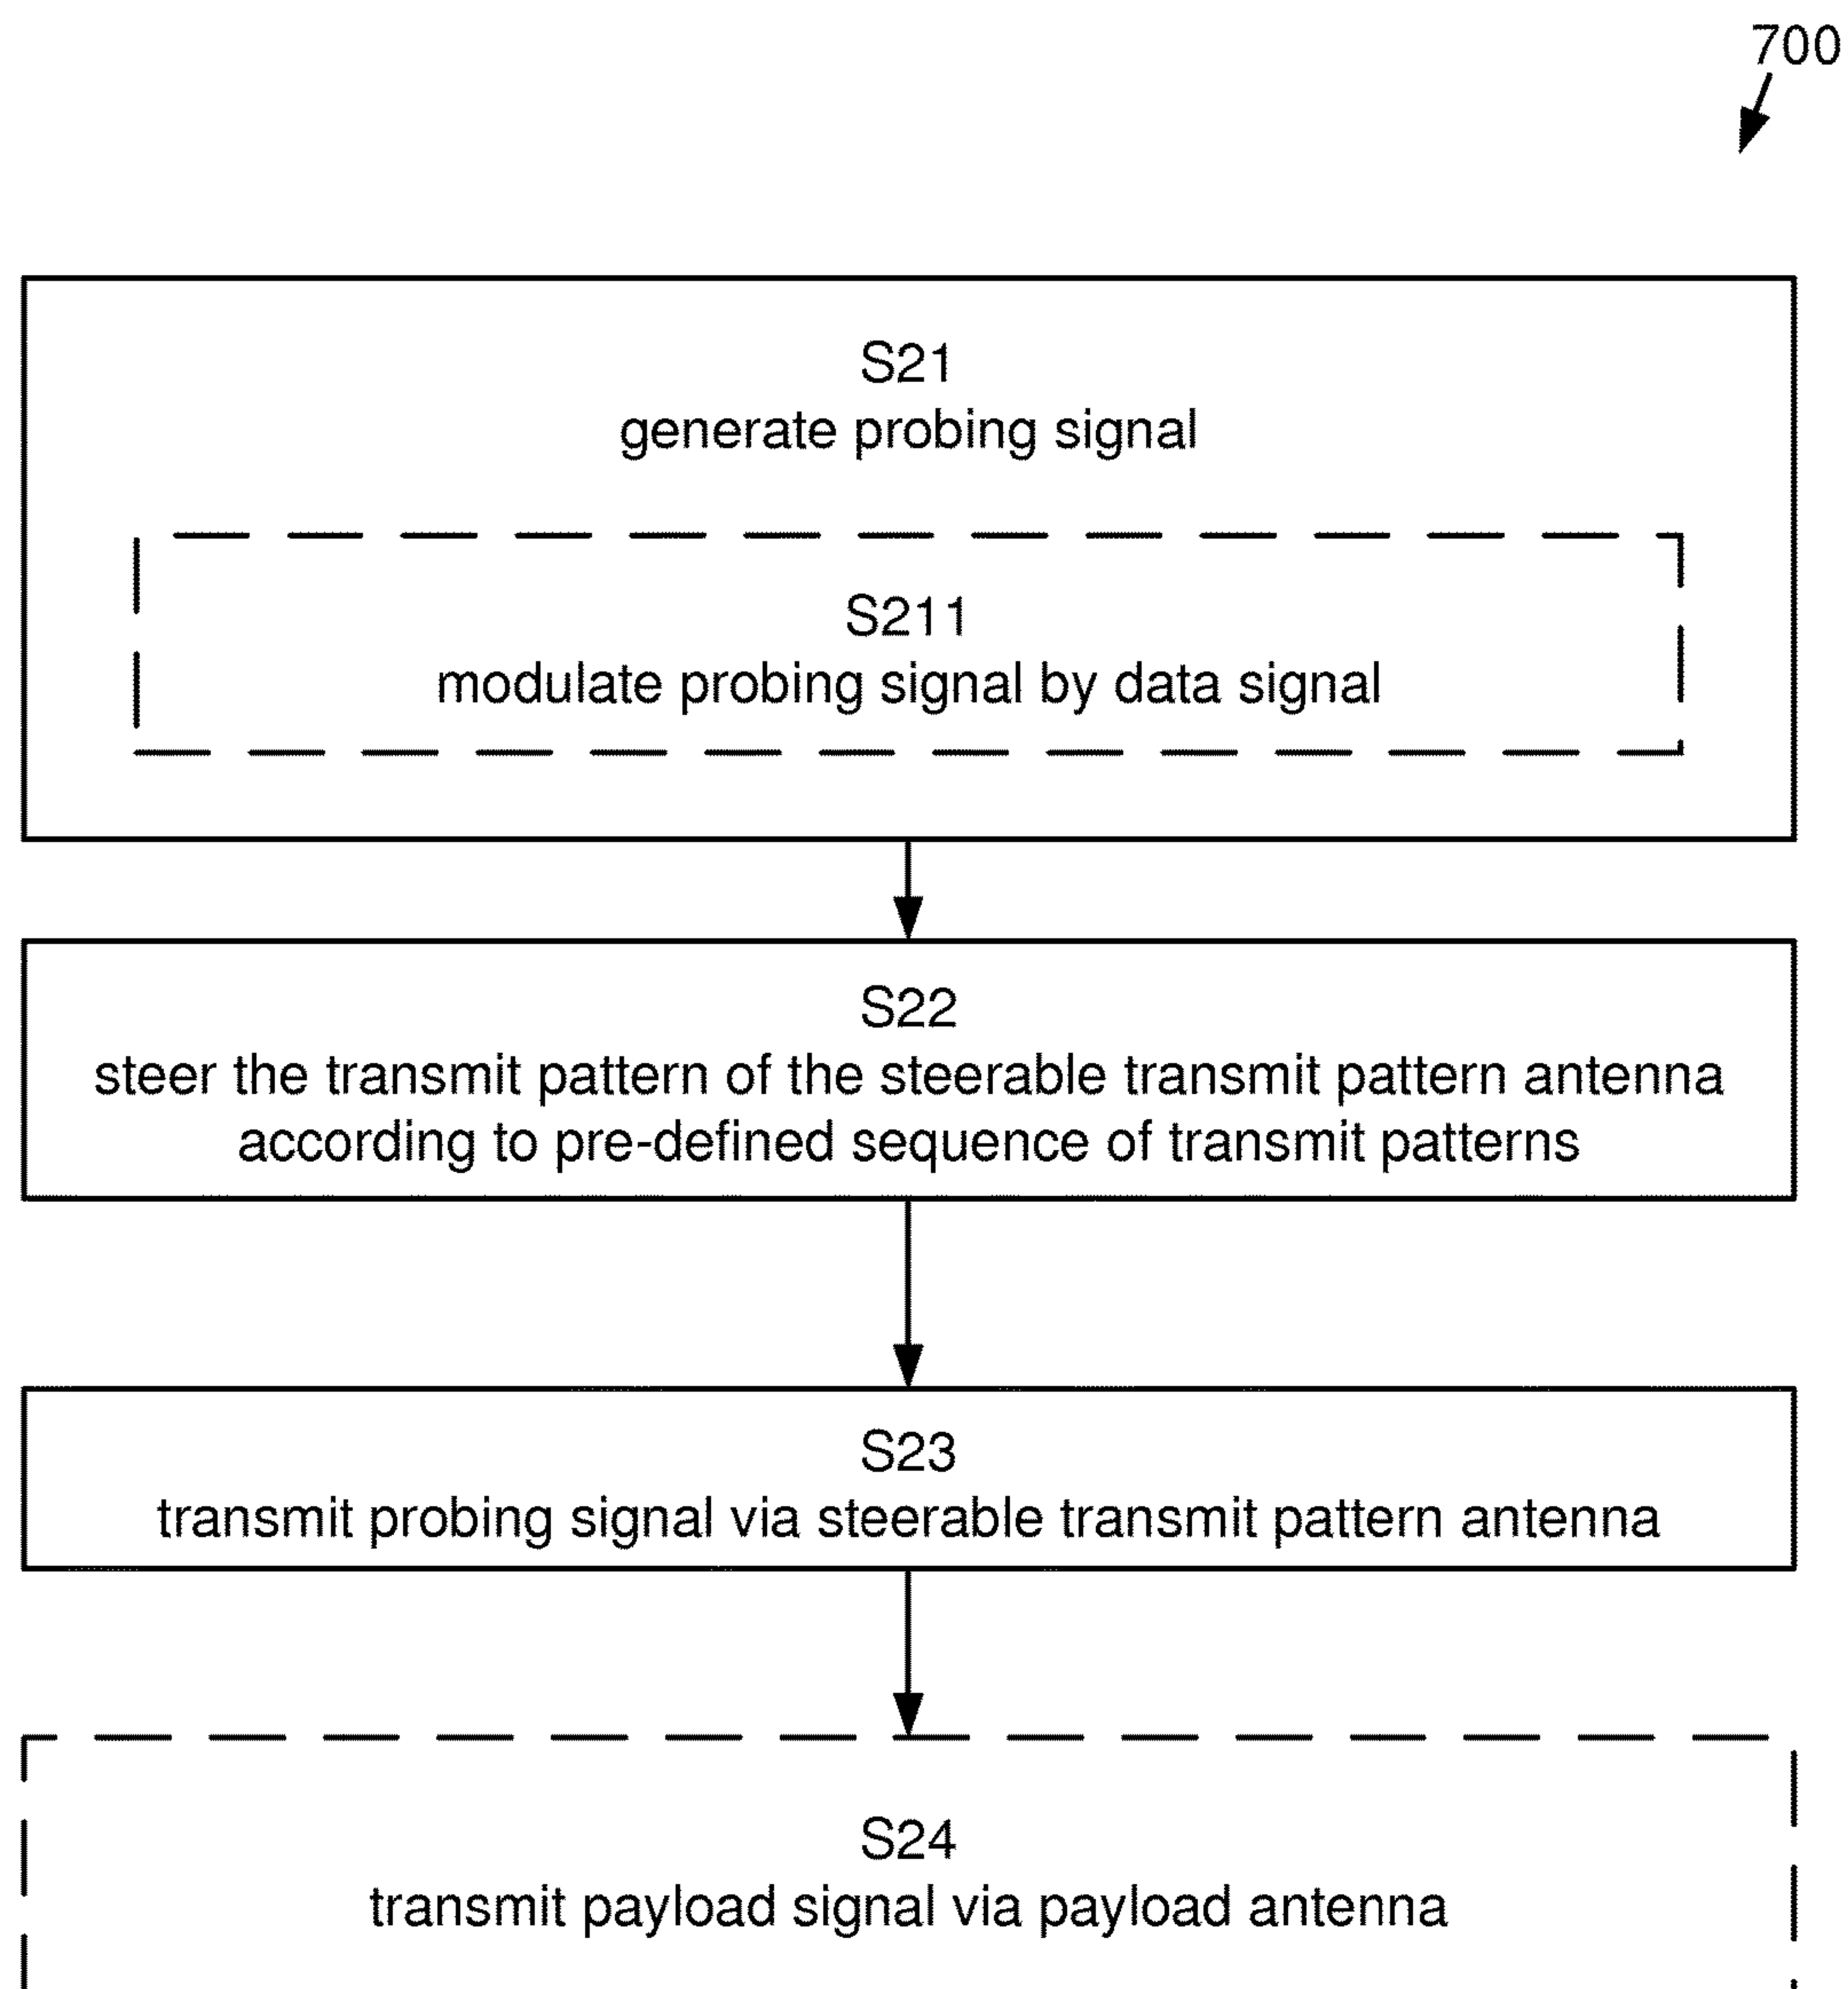 700
S21
generate probing signal
S211
modulate probing signal by data signal
S22
steer the transmit pattern of the steerable transmit pattern antenna
according to pre-defined sequence of transmit patterns
S23
transmit probing signal via steerable transmit pattern antenna
S24
transmit payload signal via payload antenna